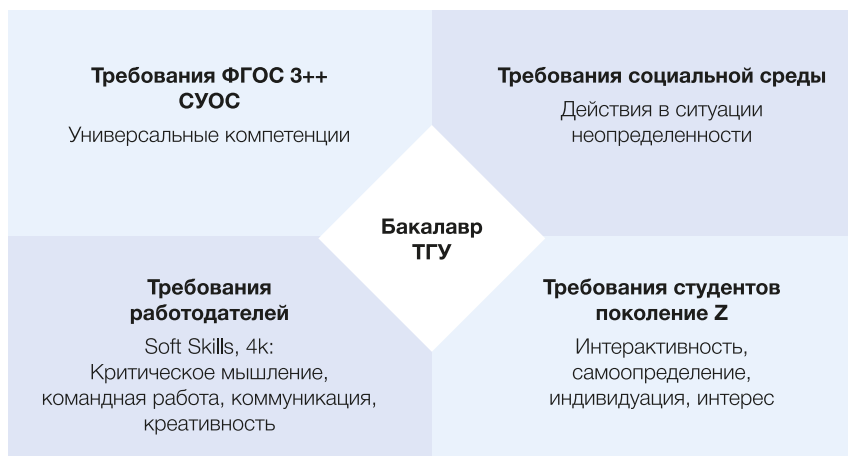 Требования ФГОС 3++
СУОС
Универсальные компетенции
Требования социальной среды
Действия в ситуации
неопределенности
Бакалавр
ТГУ
Требования
работодателей
Soft Skills, 4k:
Критическое мышление,
командная работа, коммуникация,
креативность
Требования студентов
поколение Z
Интерактивность,
самоопределение,
индивидуация, интерес